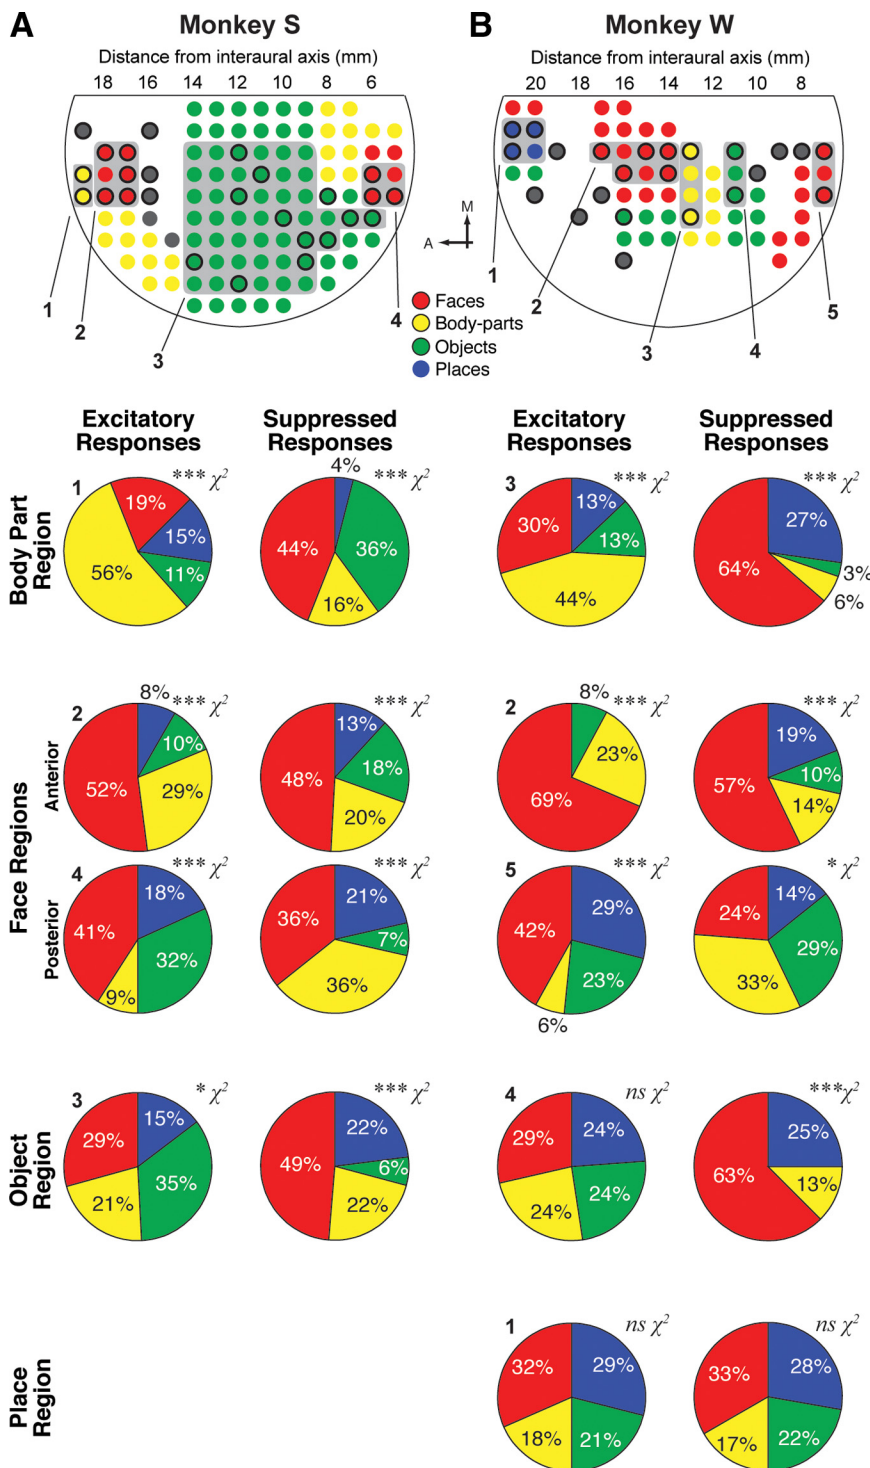 A Monkey S
Distance from interaural axis (mm)
18 16 14 12 10 8 6
1
2
3
4
B Monkey W
Distance from interaural axis (mm)
20 18 16 14 12 10 8
1
2
3
4
5
M
A
Faces
Body-parts
Objects
Places
Excitatory Responses
Suppressed Responses
Excitatory Responses
Suppressed Responses
Body Part Region
1 *** χ²
19%
15%
11%
56%
*** χ²
4%
36%
16%
44%
3 *** χ²
13%
13%
44%
30%
*** χ²
27%
3%
6%
64%
Face Regions
Anterior
2 *** χ²
8%
10%
29%
52%
*** χ²
13%
18%
20%
48%
2 *** χ²
8%
23%
69%
*** χ²
19%
10%
14%
57%
Posterior
4 *** χ²
18%
32%
9%
41%
*** χ²
21%
7%
36%
36%
5 *** χ²
29%
23%
6%
42%
* χ²
14%
29%
33%
24%
Object Region
3 * χ²
15%
35%
21%
29%
*** χ²
22%
6%
22%
49%
4 ns χ²
24%
24%
24%
29%
***χ²
25%
13%
63%
Place Region
1 ns χ²
29%
21%
18%
32%
ns χ²
28%
22%
17%
33%